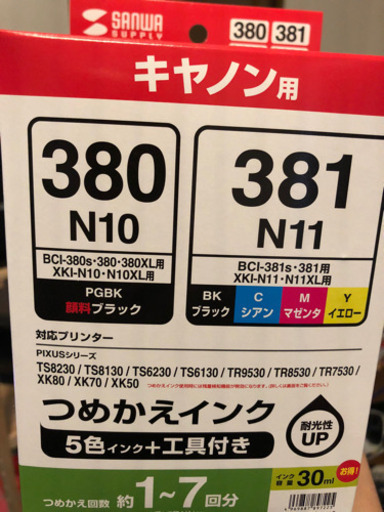 SANWA
SUPPLY
380 381
キヤノン用
380
N10
BCI-380s・380・380XL用
XKI-N10・N10XL用
PGBK
顔料ブラック
381
N11
BCI-381s・381用
XKI-N11・N11XL用
BK
ブラック
C
シアン
M
マゼンタ
Y
イエロー
対応プリンター
PIXUSシリーズ
TS8230 / TS8130 / TS6230 / TS6130 / TR9530 / TR8530 / TR7530 /
XK80 / XK70 / XK50
つめかえインク
5色インク+工具付き
耐光性
UP
つめかえ回数 約1~7回分
インク
容量 30ml
お得!